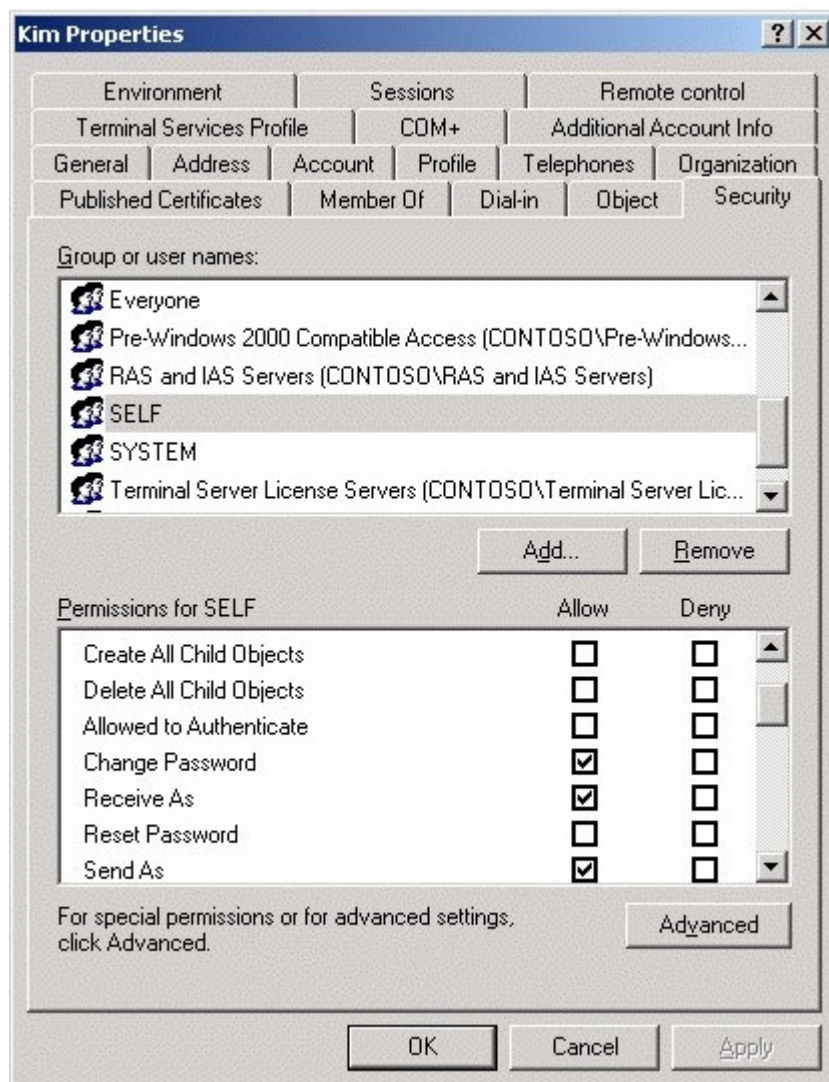 Kim Properties
Environment Sessions Remote control
Terminal Services Profile COM+ Additional Account Info
General Address Account Profile Telephones Organization
Published Certificates Member Of Dial-in Object Security
Group or user names:
Everyone
Pre-Windows 2000 Compatible Access (CONTOSO\Pre-Windows...
RAS and IAS Servers (CONTOSO\RAS and IAS Servers)
SELF
SYSTEM
Terminal Server License Servers (CONTOSO\Terminal Server Lic...
Add... Remove
Permissions for SELF Allow Deny
Create All Child Objects
Delete All Child Objects
Allowed to Authenticate
Change Password
Receive As
Reset Password
Send As
For special permissions or for advanced settings,
click Advanced.
Advanced
OK Cancel Apply